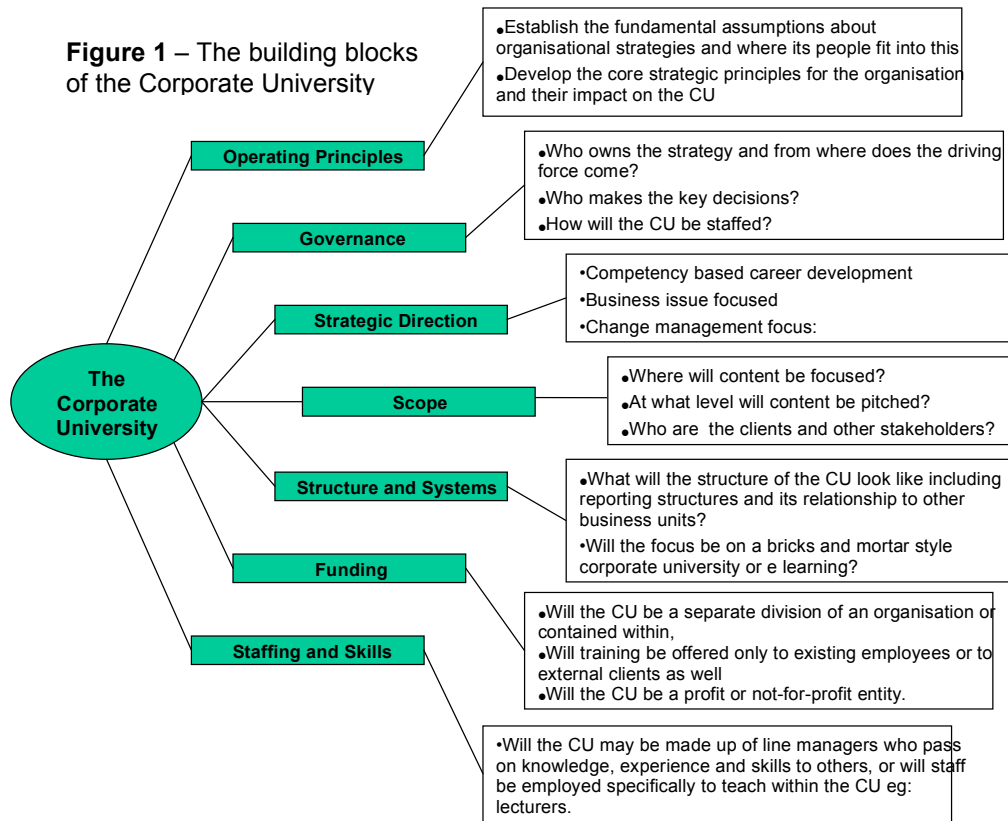 Figure 1 – The building blocks
of the Corporate University
•Establish the fundamental assumptions about
organisational strategies and where its people fit into this
•Develop the core strategic principles for the organisation
and their impact on the CU
Operating Principles
•Who owns the strategy and from where does the driving
force come?
•Who makes the key decisions?
•How will the CU be staffed?
Governance
•Competency based career development
•Business issue focused
•Change management focus:
Strategic Direction
The
Corporate
University
•Where will content be focused?
•At what level will content be pitched?
•Who are the clients and other stakeholders?
Scope
•What will the structure of the CU look like including
reporting structures and its relationship to other
business units?
•Will the focus be on a bricks and mortar style
corporate university or e learning?
Structure and Systems
Funding
•Will the CU be a separate division of an organisation or
contained within,
•Will training be offered only to existing employees or to
external clients as well
•Will the CU be a profit or not-for-profit entity.
Staffing and Skills
•Will the CU may be made up of line managers who pass
on knowledge, experience and skills to others, or will staff
be employed specifically to teach within the CU eg:
lecturers.